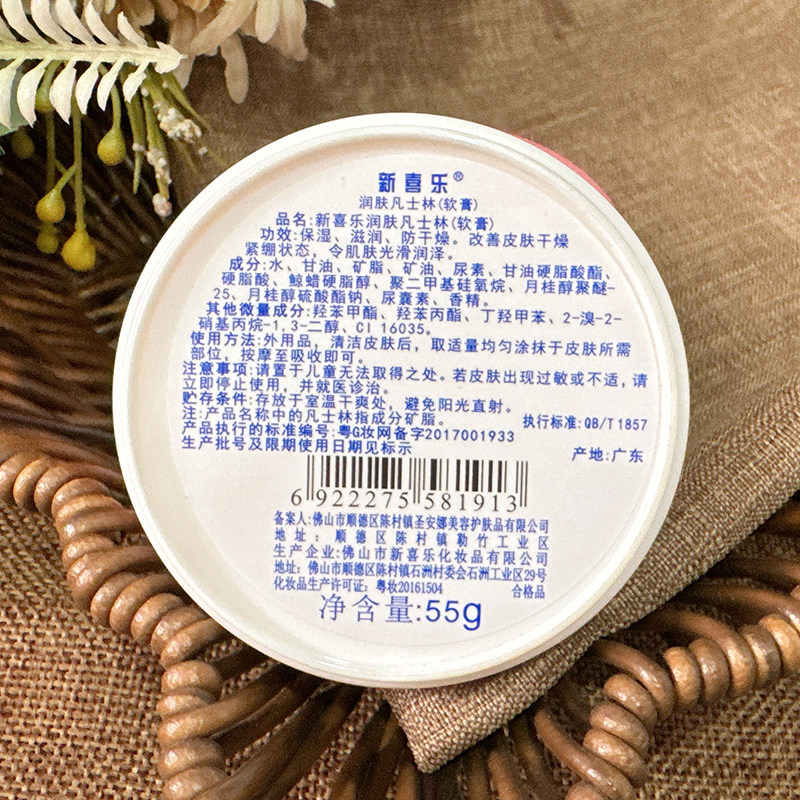 新喜乐®
润肤凡士林(软膏)
品名:新喜乐润肤凡士林(软膏)
功效:保湿、滋润、防干燥。改善皮肤干燥
紧绷状态，令肌肤光滑润泽。
成分:水、甘油、矿脂、矿油、尿素、甘油硬脂酸酯、
硬脂酸、鲸蜡硬脂醇、聚二甲基硅氧烷、月桂醇聚醚-
25、月桂醇硫酸酯钠、尿囊素、香精。
其他微量成分:羟苯甲酯、羟苯丙酯、丁羟甲苯、2-溴-2-
硝基丙烷-1,3-二醇、CI 16035。
使用方法:外用品，清洁皮肤后，取适量均匀涂抹于皮肤所需
部位，按摩至吸收即可。
注意事项:请置于儿童无法取得之处。若皮肤出现过敏或不适,请
立即停止使用，并就医诊治。
贮存条件:存放于室温干爽处，避免阳光直射。
注:产品名称中的凡士林指成分矿脂。
执行标准:QB/T1857
产品执行的标准编号:粤G妆网备字2017001933
生产批号及限期使用日期见标示
产地:广东
6 922275 581913
备案人:佛山市顺德区陈村镇圣安娜美容护肤品有限公司
地址:顺德区陈村镇勒竹工业区
生产企业:佛山市新喜乐化妆品有限公司
地址:佛山市顺德区陈村镇石洲村委会石洲工业区29号
化妆品生产许可证:粤妆20161504
合格品
净含量:55g